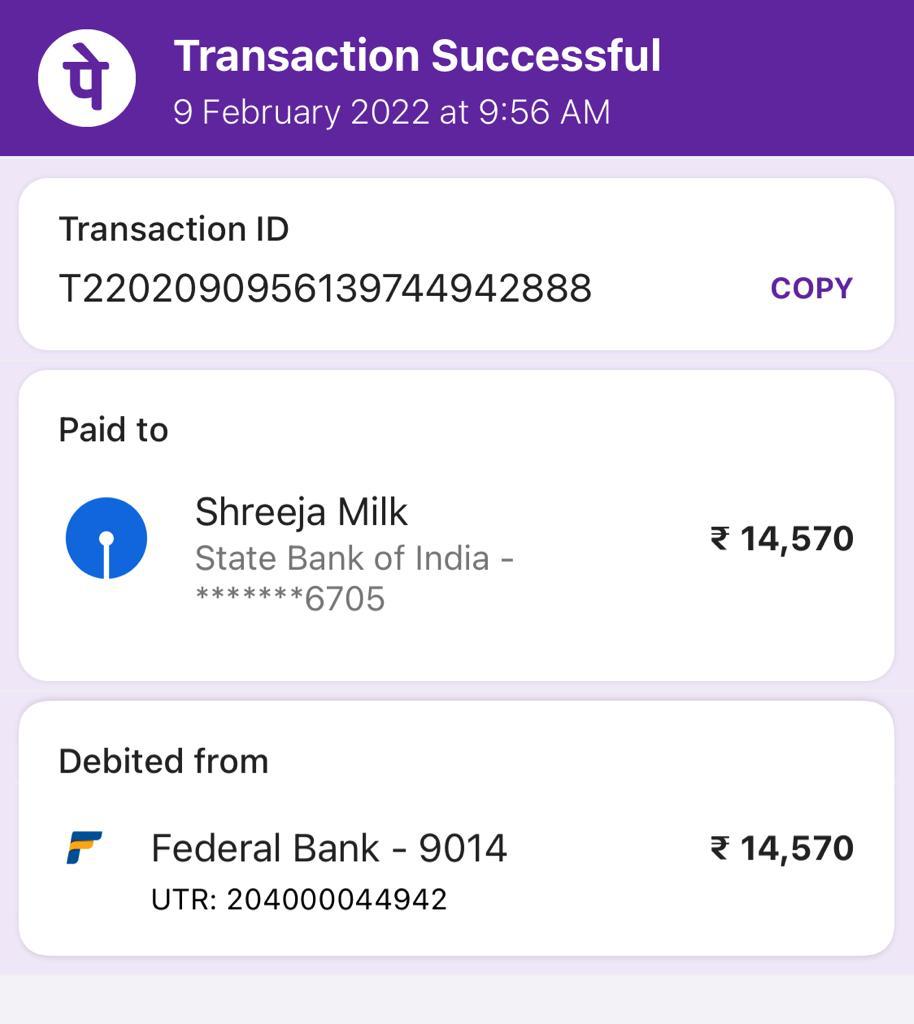 पे
Transaction Successful
9 February 2022 at 9:56 AM
Transaction ID
T2202090956139744942888
COPY
Paid to
Shreeja Milk
₹ 14,570
State Bank of India -
*******6705
Debited from
Federal Bank - 9014
₹ 14,570
UTR: 204000044942